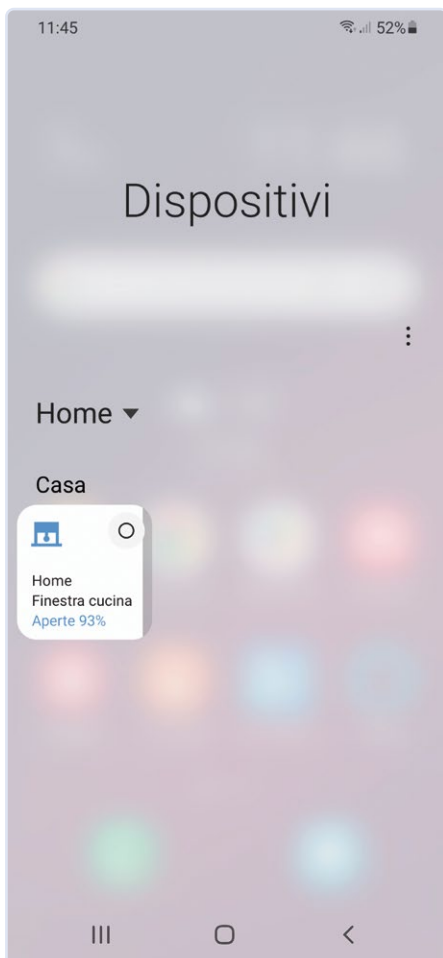 11:45
52%
Dispositivi
Home
Casa
Home
Finestra cucina
Aperte 93%